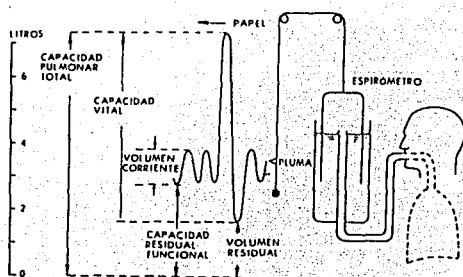 PAPEL
LITROS
CAPACIDAD
PULMONAR
TOTAL
6
CAPACIDAD
VITAL
ESPIROMETRO
4
VOLUMEN
CORRIENTE
PLUMA
2
CAPACIDAD
RESIDUAL
FUNCIONAL
VOLUMEN
RESIDUAL
0